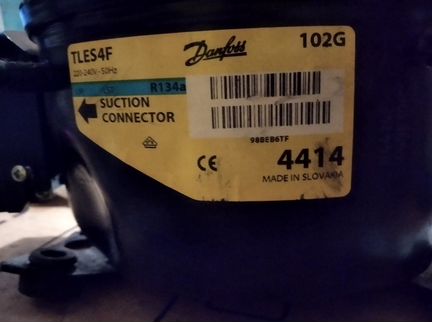 TLES4F
Danfoss
102G
220-240V~50Hz
R134a
SUCTION
CONNECTOR
98BEB6TF
CE
4414
MADE IN SLOVAKIA